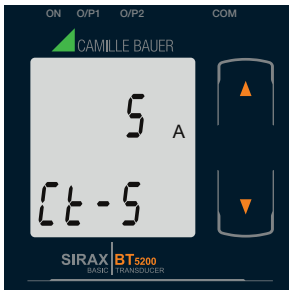 ON O/P1 O/P2 COM
CAMILLE BAUER
5 A
Ct-5
SIRAX BT5200
BASIC TRANSDUCER